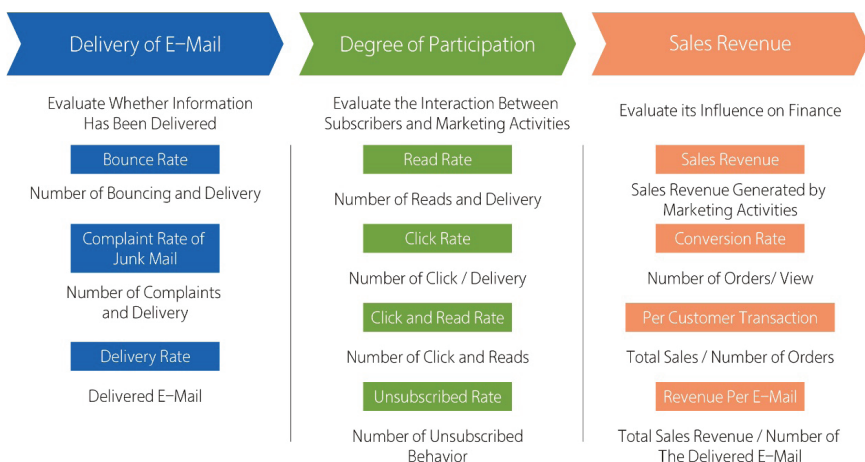 Delivery of E-Mail
Evaluate Whether Information
Has Been Delivered
Bounce Rate
Number of Bouncing and Delivery
Complaint Rate of
Junk Mail
Number of Complaints
and Delivery
Delivery Rate
Delivered E-Mail
Degree of Participation
Evaluate the Interaction Between
Subscribers and Marketing Activities
Read Rate
Number of Reads and Delivery
Click Rate
Number of Click / Delivery
Click and Read Rate
Number of Click and Reads
Unsubscribed Rate
Number of Unsubscribed
Behavior
Sales Revenue
Evaluate its Influence on Finance
Sales Revenue
Sales Revenue Generated by
Marketing Activities
Conversion Rate
Number of Orders/ View
Per Customer Transaction
Total Sales / Number of Orders
Revenue Per E-Mail
Total Sales Revenue / Number of
The Delivered E-Mail